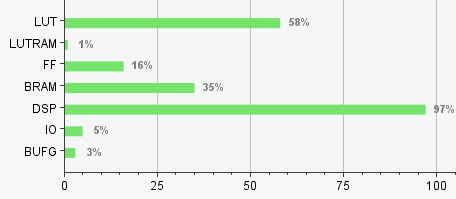 LUT 58%
LUTRAM 1%
FF 16%
BRAM 35%
DSP 97%
IO 5%
BUFG 3%
0 25 50 75 100